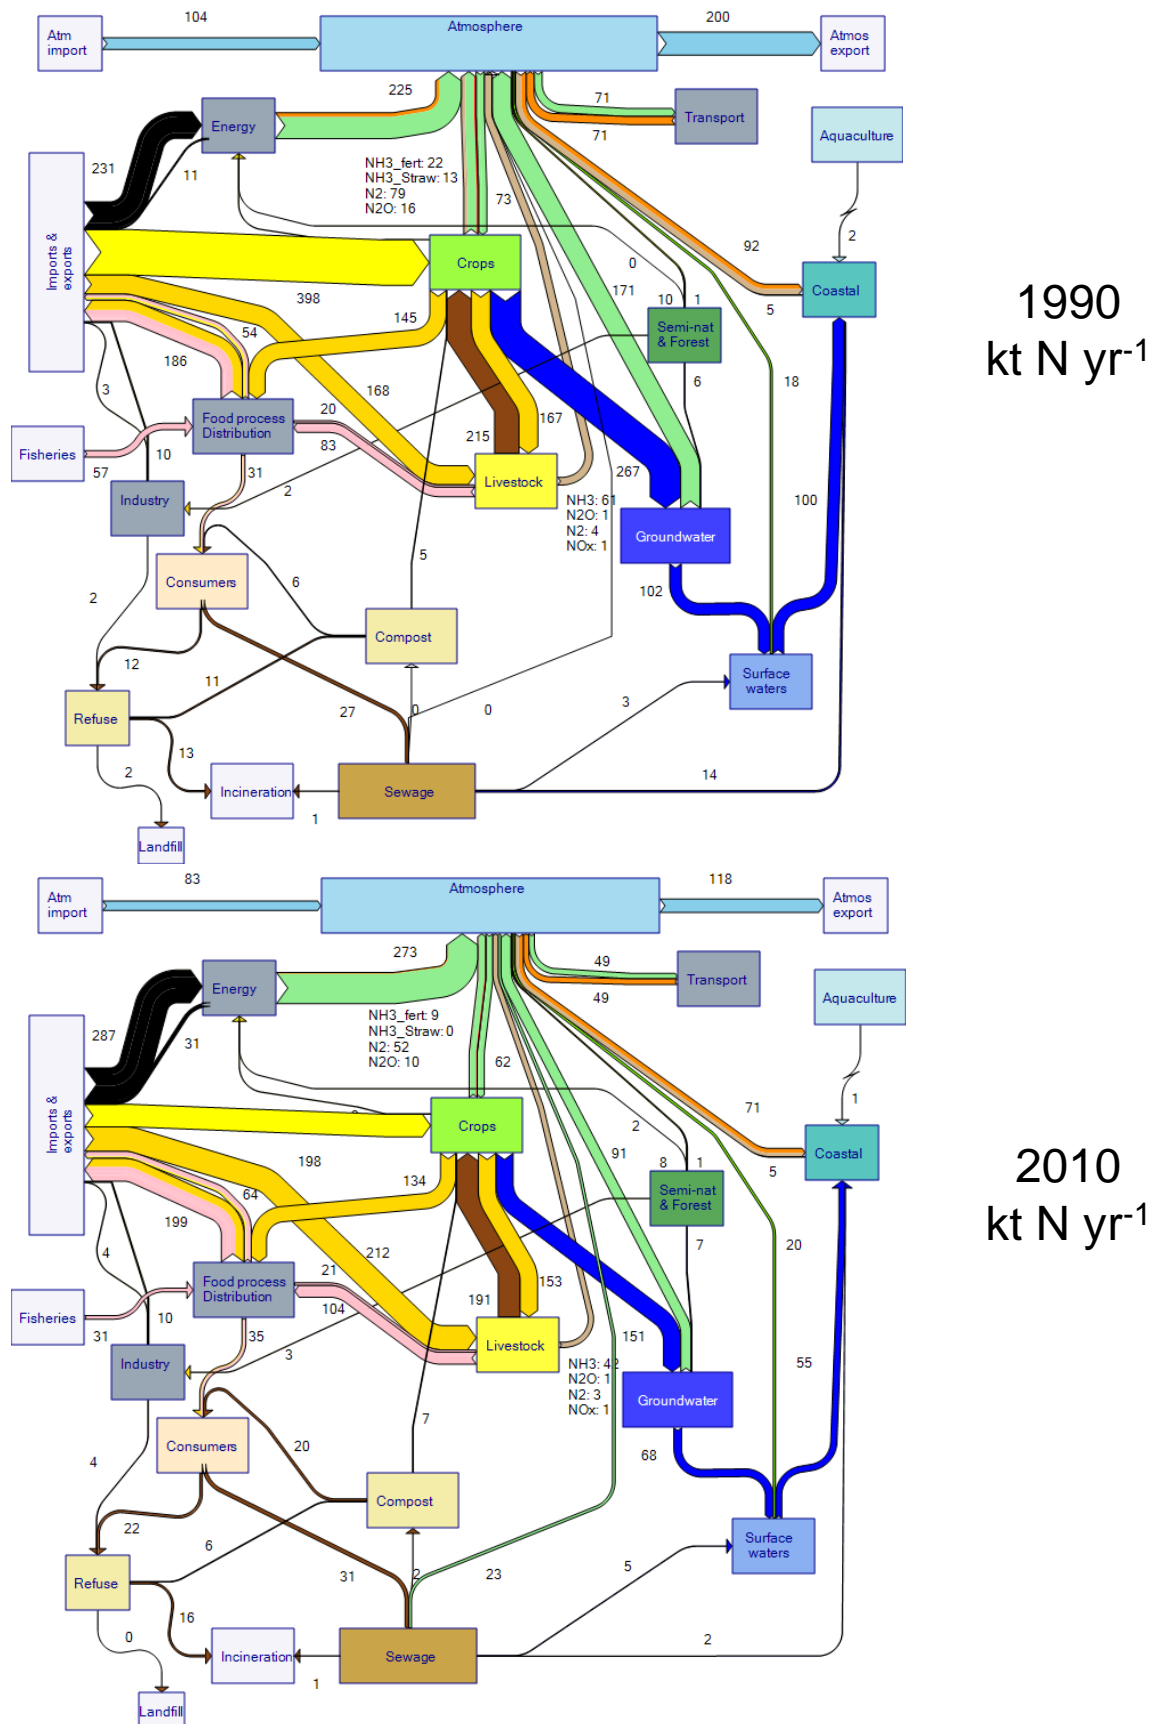 104
200
Atm
import
Atmosphere
Atmos
export
225
71
71
Energy
Transport
Aquaculture
231
11
NH3_fert: 22
NH3_Straw: 13
N2: 79
N2O: 16
73
92
2
Imports &
exports
Crops
0
Coastal
1990
kt N yr-1
398
171
10
1
5
54
145
Semi-nat
& Forest
186
168
18
3
6
Food process
Distribution
20
167
Fisheries
83
215
57
10
31
267
Industry
2
Livestock
NH3: 61
N2O: 1
N2: 4
NOx: 1
100
Groundwater
Consumers
6
5
102
2
Compost
12
11
Surface
waters
Refuse
27
0
0
3
13
2
14
Incineration
Sewage
1
Landfill
83
118
Atm
import
Atmosphere
Atmos
export
273
49
49
Energy
Transport
Aquaculture
287
31
NH3_fert: 9
NH3_Straw: 0
N2: 52
N2O: 10
62
71
1
Imports &
exports
Crops
2
Coastal
2010
kt N yr-1
198
91
8
1
5
64
134
Semi-nat
& Forest
199
212
20
4
7
Food process
Distribution
21
153
Fisheries
104
191
31
10
35
151
Industry
3
Livestock
NH3: 42
N2O: 1
N2: 3
NOx: 1
55
Groundwater
Consumers
20
7
68
4
Compost
22
6
Surface
waters
Refuse
31
2
23
5
16
0
2
Incineration
Sewage
1
Landfill